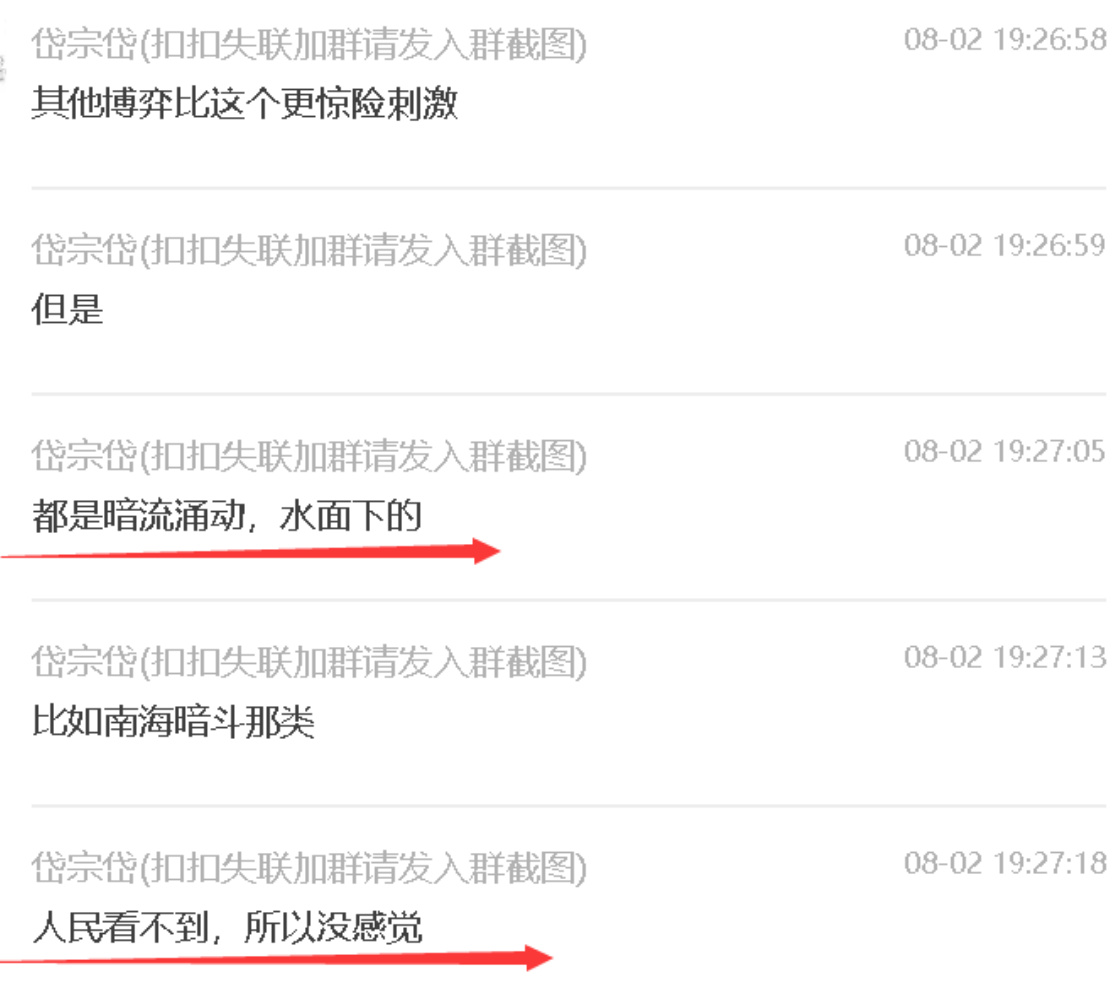 岱宗岱(扣扣失联加群请发入群截图) 08-02 19:26:58
其他博弈比这个更惊险刺激
岱宗岱(扣扣失联加群请发入群截图) 08-02 19:26:59
但是
岱宗岱(扣扣失联加群请发入群截图) 08-02 19:27:05
都是暗流涌动，水面下的
岱宗岱(扣扣失联加群请发入群截图) 08-02 19:27:13
比如南海暗斗那类
岱宗岱(扣扣失联加群请发入群截图) 08-02 19:27:18
人民看不到，所以没感觉